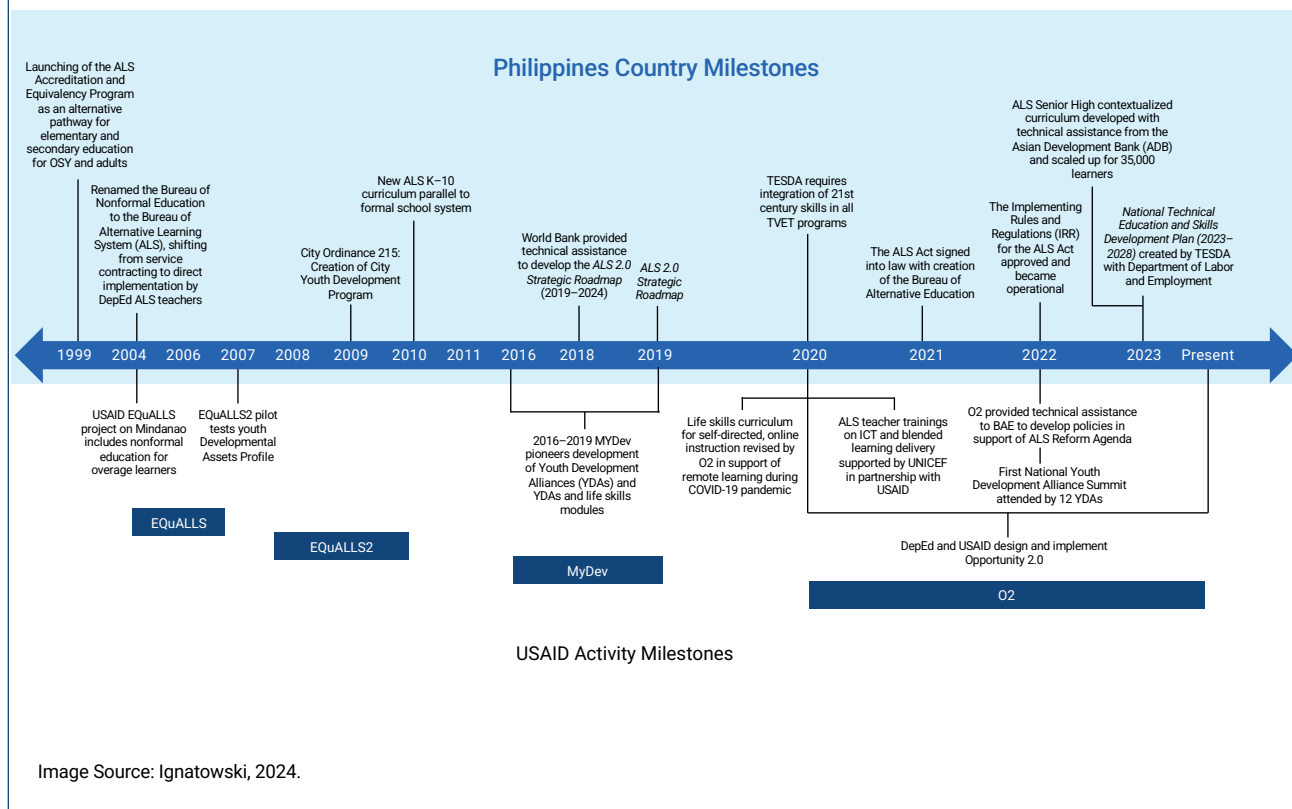 Philippines Country Milestones
Launching of the ALS
Accreditation and
Equivalency Program
as an alternative
pathway for
elementary and
secondary education
for OSY and adults
Renamed the Bureau of
Nonformal Education
to the Bureau of
Alternative Learning
System (ALS), shifting
from service
contracting to direct
implementation by
DepEd ALS teachers
City Ordinance 215:
Creation of City
Youth Development
Program
New ALS K–10
curriculum parallel to
formal school system
World Bank provided
technical assistance
to develop the ALS 2.0
Strategic Roadmap
(2019–2024)
ALS 2.0
Strategic
Roadmap
TESDA requires
integration of 21st
century skills in all
TVET programs
The ALS Act signed
into law with creation
of the Bureau of
Alternative Education
The Implementing
Rules and
Regulations (IRR)
for the ALS Act
approved and
became
operational
ALS Senior High contextualized
curriculum developed with
technical assistance from the
Asian Development Bank (ADB)
and scaled up for 35,000
learners
National Technical
Education and Skills
Development Plan (2023–
2028) created by TESDA
with Department of Labor
and Employment
1999 2004 2006 2007 2008 2009 2010 2011 2016 2018 2019 2020 2021 2022 2023 Present
USAID EQuALLS
project on Mindanao
includes nonformal
education for
overage learners
EQuALLS2 pilot
tests youth
Developmental
Assets Profile
2016–2019 MYDev
pioneers development
of Youth Development
Alliances (YDAs) and
YDAs and life skills
modules
Life skills curriculum
for self-directed, online
instruction revised by
O2 in support of
remote learning during
COVID-19 pandemic
ALS teacher trainings
on ICT and blended
learning delivery
supported by UNICEF
in partnership with
USAID
O2 provided technical assistance
to BAE to develop policies in
support of ALS Reform Agenda
First National Youth
Development Alliance Summit
attended by 12 YDAs
DepEd and USAID design and implement
Opportunity 2.0
EQuALLS
EQuALLS2
MyDev
O2
USAID Activity Milestones
Image Source: Ignatowski, 2024.